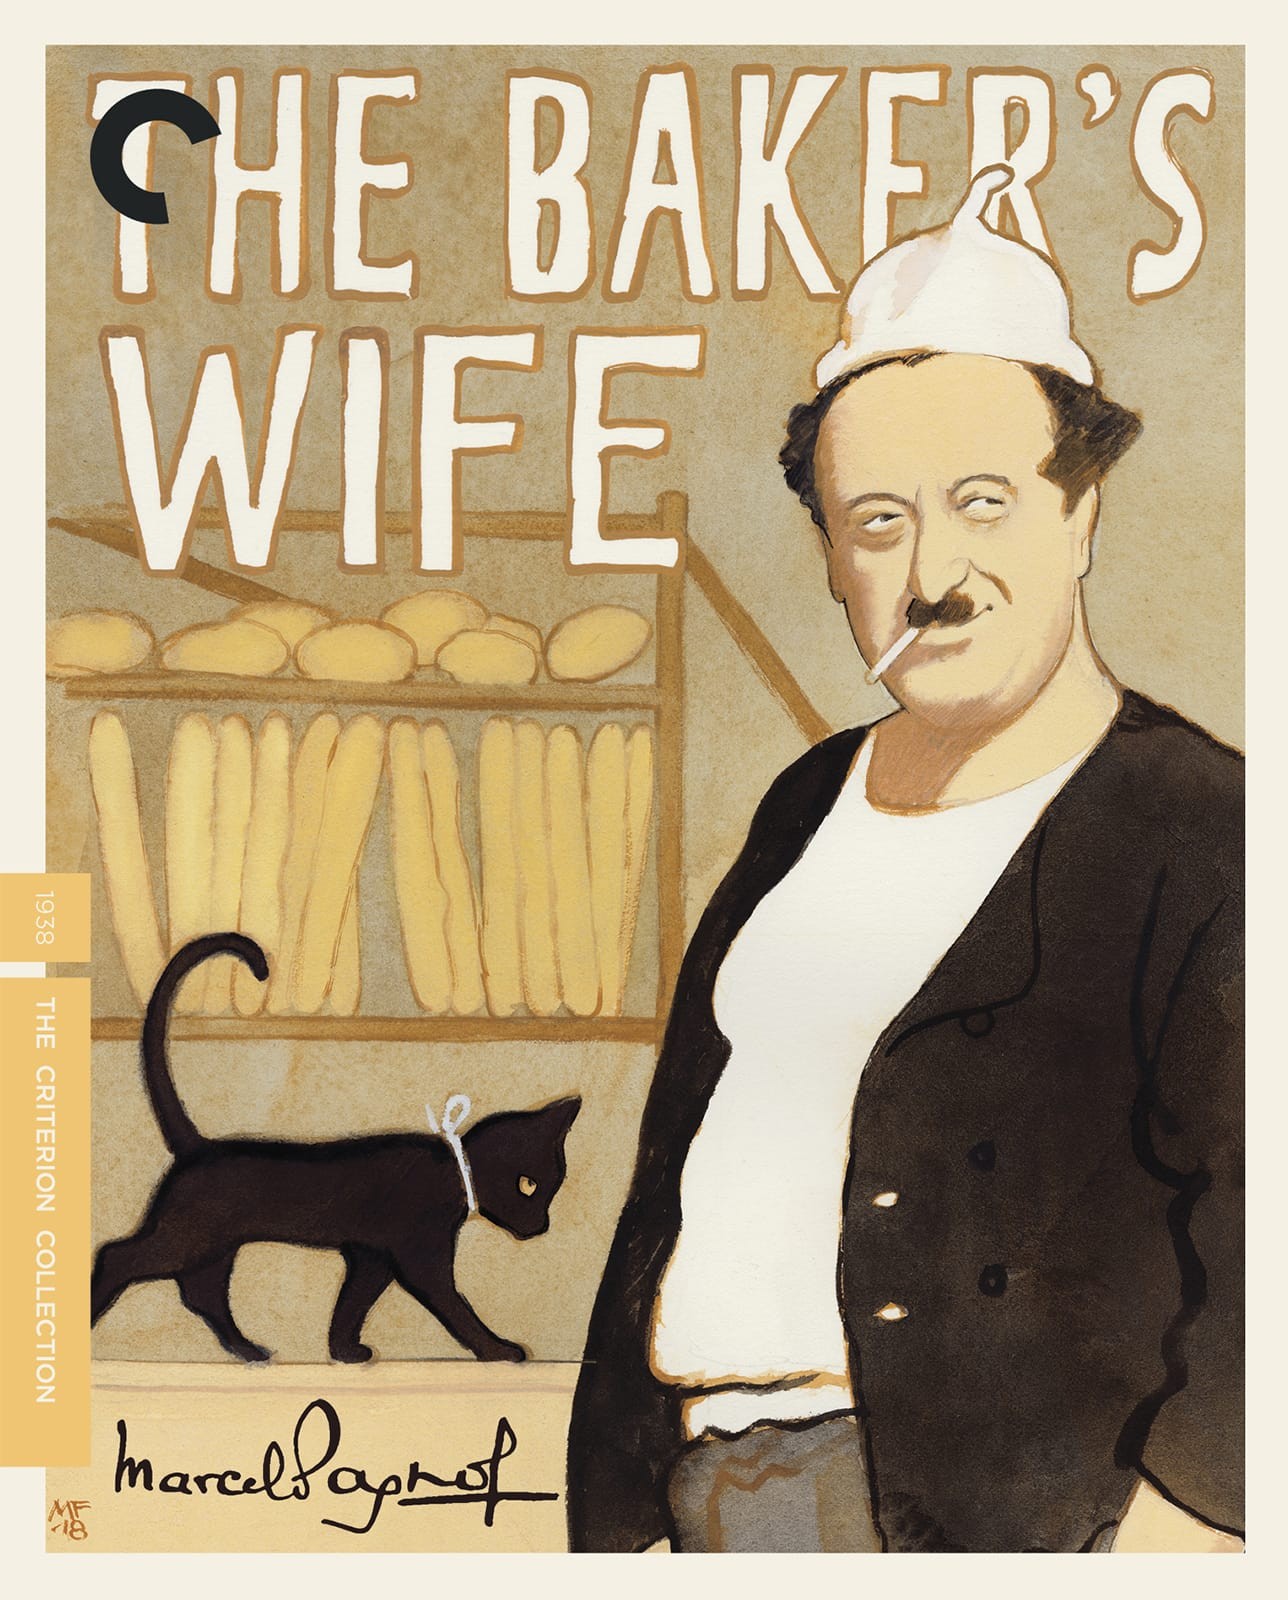 THE BAKER'S
WIFE
1938
THE CRITERION COLLECTION
Marcel Pagnol
MF
-18